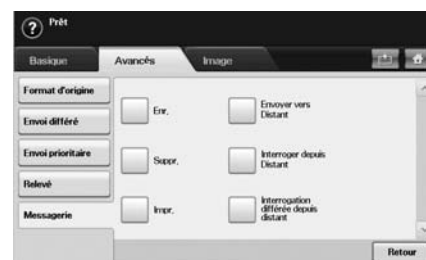 ? Prêt
Basique Avancés Image
Format d'origine
Envoi différé
Envoi prioritaire
Relevé
Messagerie
Enr.
Envoyer vers
Distant
Suppr.
Interroger depuis
Distant
Impr.
Interrogation
différée depuis
distant
Retour